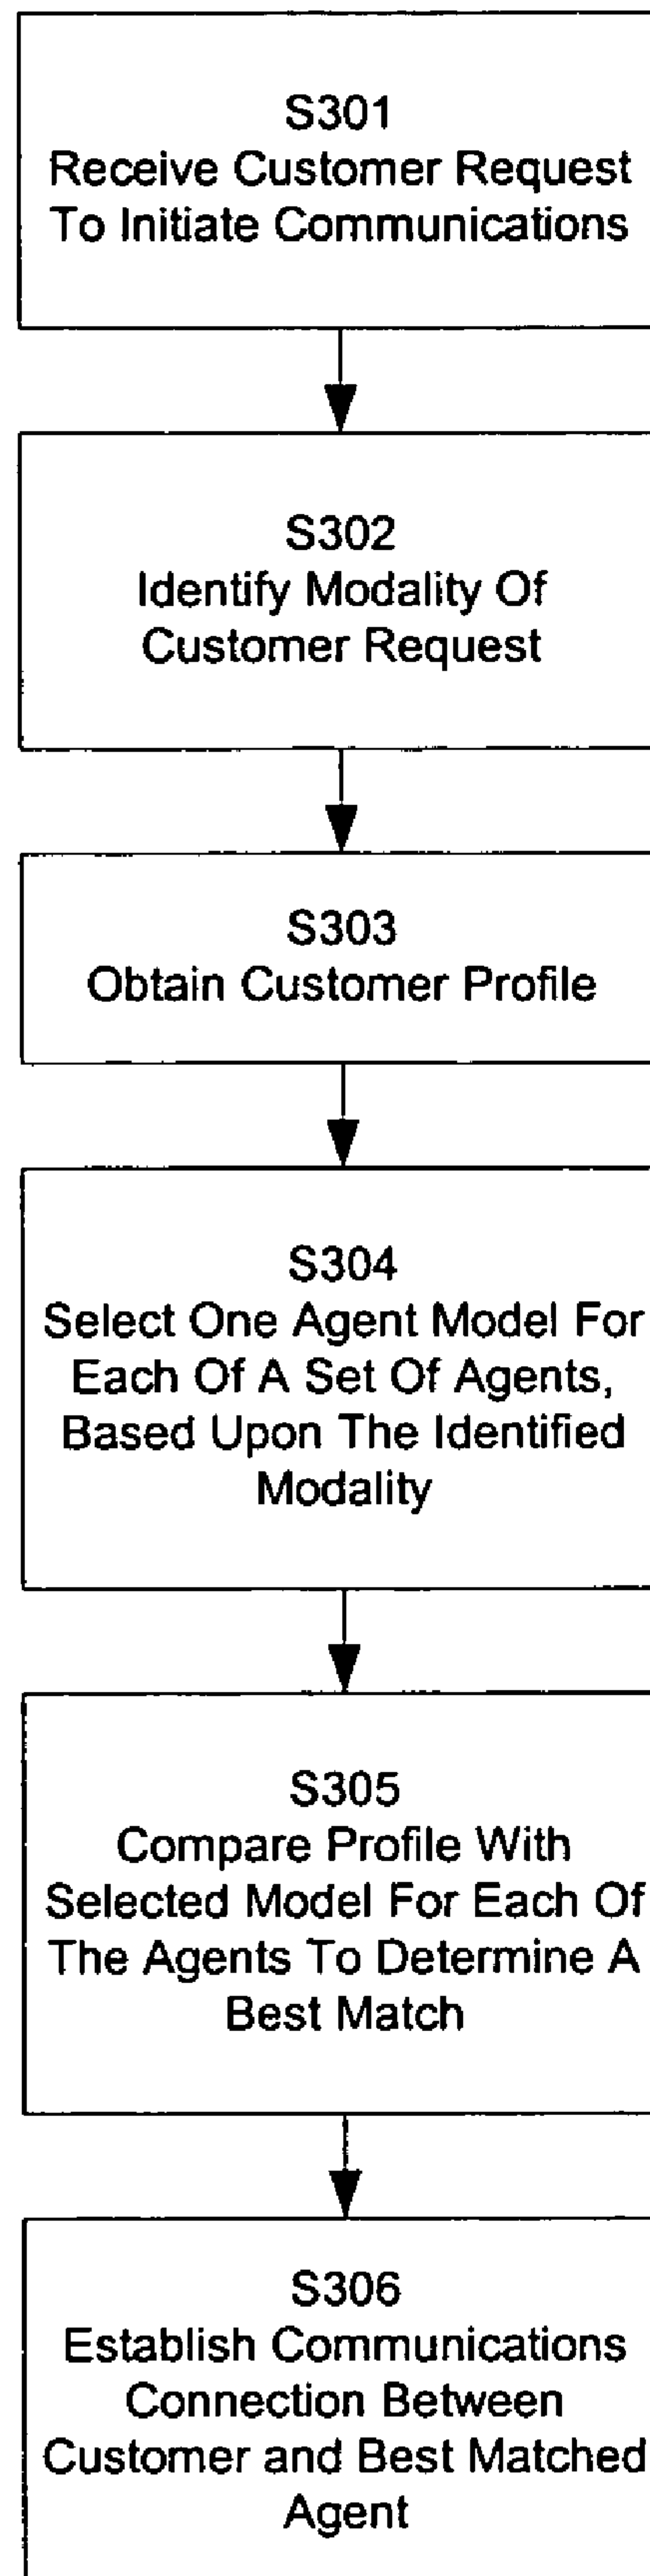 S301
Receive Customer Request
To Initiate Communications
S302
Identify Modality Of
Customer Request
S303
Obtain Customer Profile
S304
Select One Agent Model For
Each Of A Set Of Agents,
Based Upon The Identified
Modality
S305
Compare Profile With
Selected Model For Each Of
The Agents To Determine A
Best Match
S306
Establish Communications
Connection Between
Customer and Best Matched
Agent